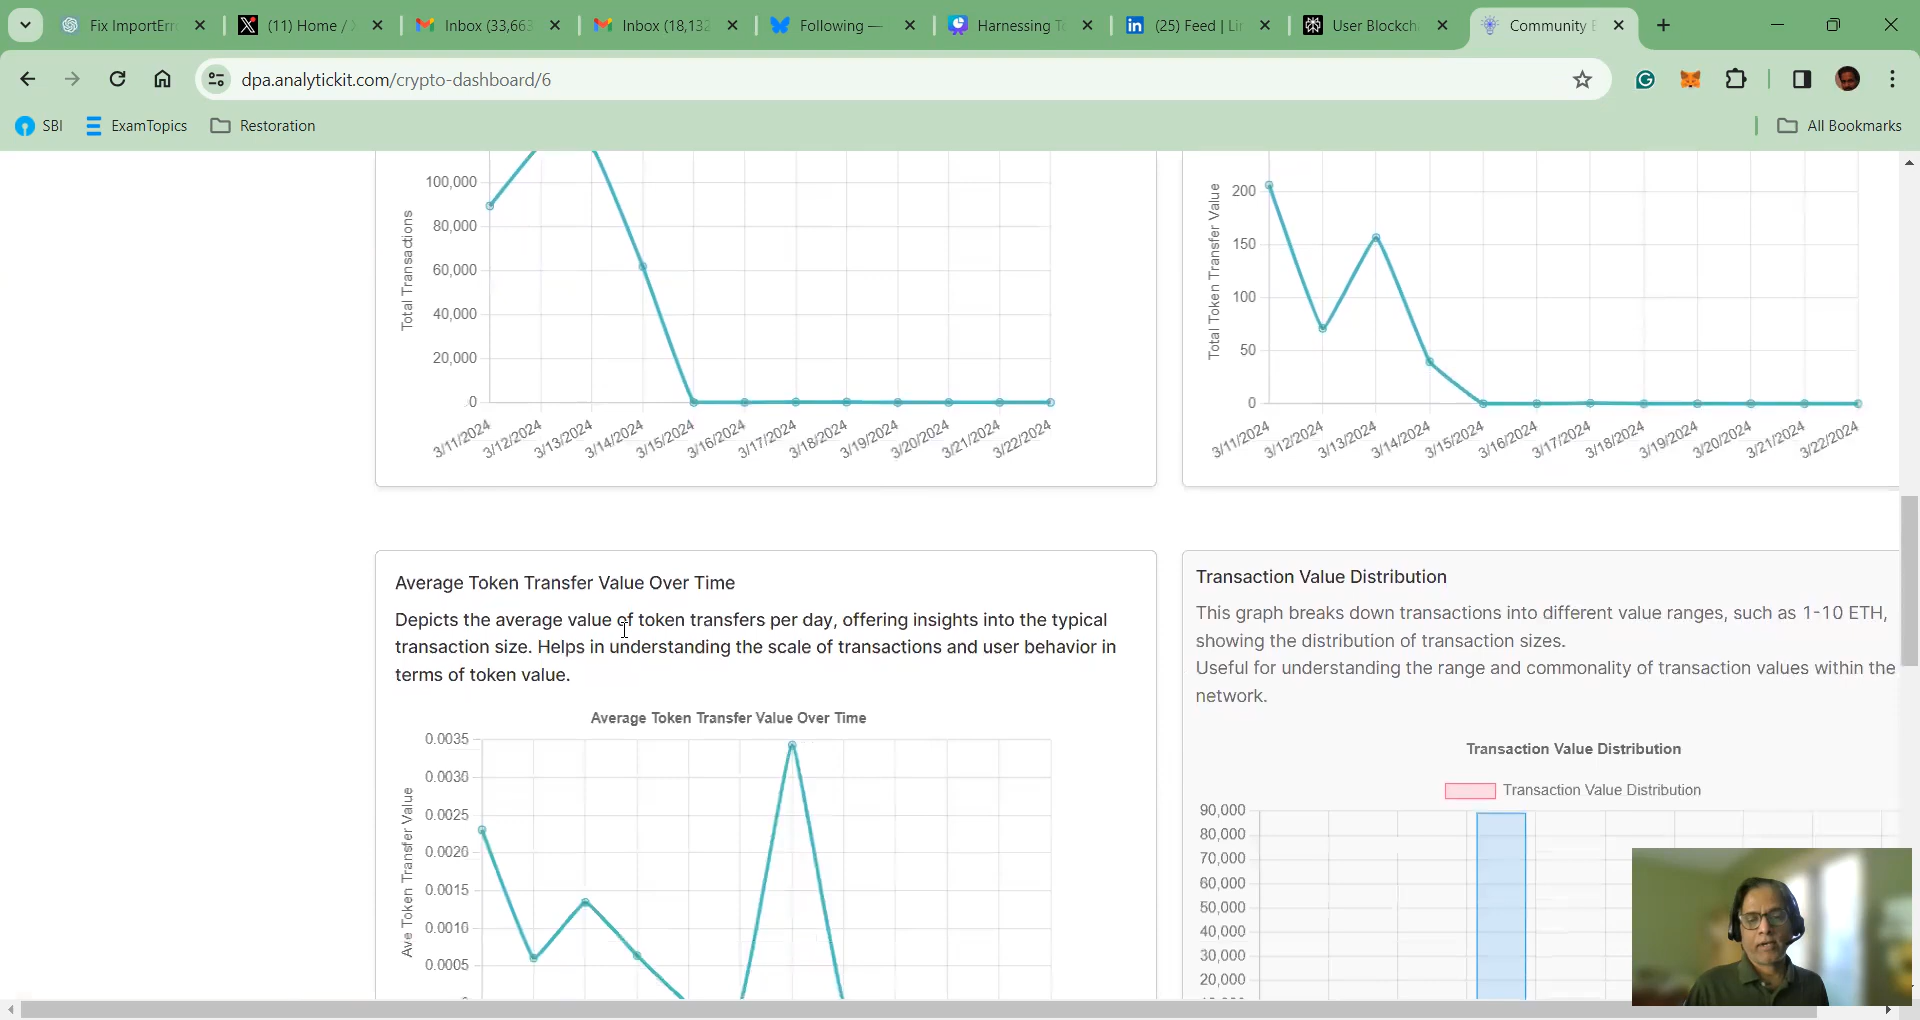 Fix ImportErr
(11) Home / X
Inbox (33,663
Inbox (18,132
Following —
Harnessing T
(25) Feed | Li
User Blockch
Community
dpa.analytickit.com/crypto-dashboard/6
SBI
ExamTopics
Restoration
All Bookmarks
100,000
80,000
60,000
40,000
20,000
0
Total Transactions
3/11/2024
3/12/2024
3/13/2024
3/14/2024
3/15/2024
3/16/2024
3/17/2024
3/18/2024
3/19/2024
3/20/2024
3/21/2024
3/22/2024
200
150
100
50
0
Total Token Transfer Value
3/11/2024
3/12/2024
3/13/2024
3/14/2024
3/15/2024
3/16/2024
3/17/2024
3/18/2024
3/19/2024
3/20/2024
3/21/2024
3/22/2024
Average Token Transfer Value Over Time
Depicts the average value of token transfers per day, offering insights into the typical
transaction size. Helps in understanding the scale of transactions and user behavior in
terms of token value.
Average Token Transfer Value Over Time
0.0035
0.0030
0.0025
0.0020
0.0015
0.0010
0.0005
Ave Token Transfer Value
Transaction Value Distribution
This graph breaks down transactions into different value ranges, such as 1-10 ETH,
showing the distribution of transaction sizes.
Useful for understanding the range and commonality of transaction values within the
network.
Transaction Value Distribution
Transaction Value Distribution
90,000
80,000
70,000
60,000
50,000
40,000
30,000
20,000